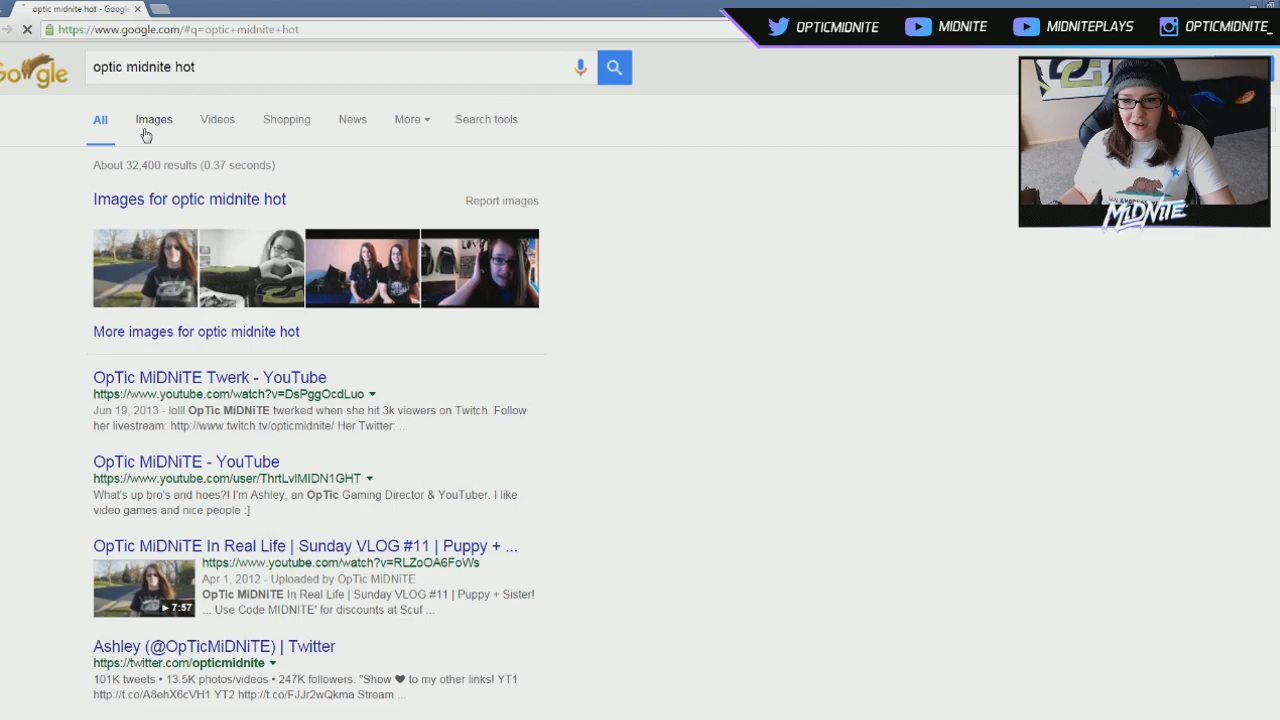 optic midnite hot - Google
https://www.google.com/#q=optic+midnite+hot
OPTICMIDNITE MIDNITE MIDNITEPLAYS OPTICMIDNITE_
Google
optic midnite hot
All Images Videos Shopping News More Search tools
About 32,400 results (0.37 seconds)
Images for optic midnite hot Report images
More images for optic midnite hot
MiDNiTE
OpTic MiDNiTE Twerk - YouTube
https://www.youtube.com/watch?v=DsPggOcdLuo
Jun 19, 2013 - lolll OpTic MiDNiTE twerked when she hit 3k viewers on Twitch. Follow
her livestream: http://www.twitch.tv/opticmidnite/ Her Twitter: ...
OpTic MiDNiTE - YouTube
https://www.youtube.com/user/ThrtLvlMIDN1GHT
What's up bro's and hoes?! I'm Ashley, an OpTic Gaming Director & YouTuber. I like
video games and nice people :]
OpTic MiDNiTE In Real Life | Sunday VLOG #11 | Puppy + ...
https://www.youtube.com/watch?v=RLZoOA6FoWs
Apr 1, 2012 - Uploaded by OpTic MiDNiTE
OpTic MiDNiTE In Real Life | Sunday VLOG #11 | Puppy + Sister!
7:57
... Use Code MIDNITE' for discounts at Scuf ...
Ashley (@OpTicMiDNiTE) | Twitter
https://twitter.com/opticmidnite
101K tweets • 13.5K photos/videos • 247K followers. "Show ♥ to my other links! YT1
http://t.co/A8ehX6cVH1 YT2 http://t.co/FJJr2wQkma Stream ...